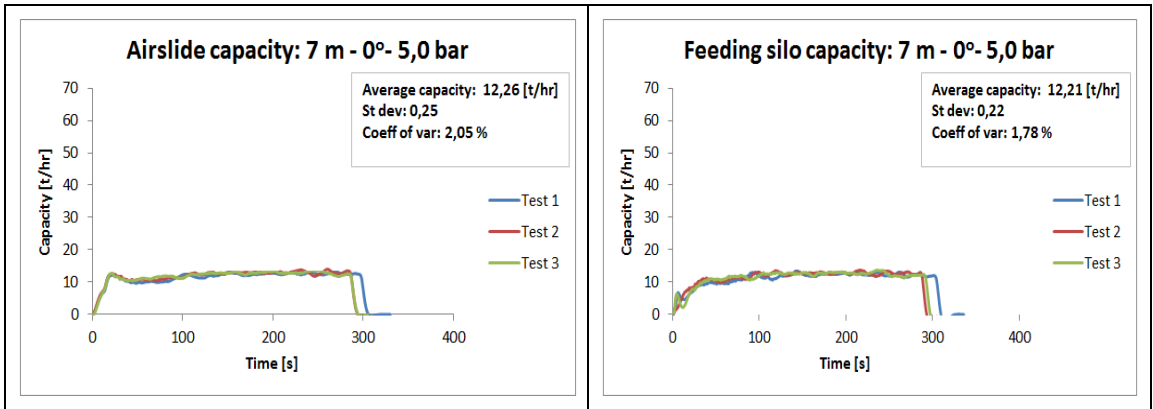 Airslide capacity: 7 m - 0º- 5,0 bar
Average capacity: 12,26 [t/hr]
St dev: 0,25
Coeff of var: 2,05 %
70
60
50
40
30
20
10
0
Capacity [t/hr]
Test 1
Test 2
Test 3
0 100 200 300 400
Time [s]
Feeding silo capacity: 7 m - 0º- 5,0 bar
Average capacity: 12,21 [t/hr]
St dev: 0,22
Coeff of var: 1,78 %
70
60
50
40
30
20
10
0
Capacity [t/hr]
Test 1
Test 2
Test 3
0 100 200 300 400
Time [s]